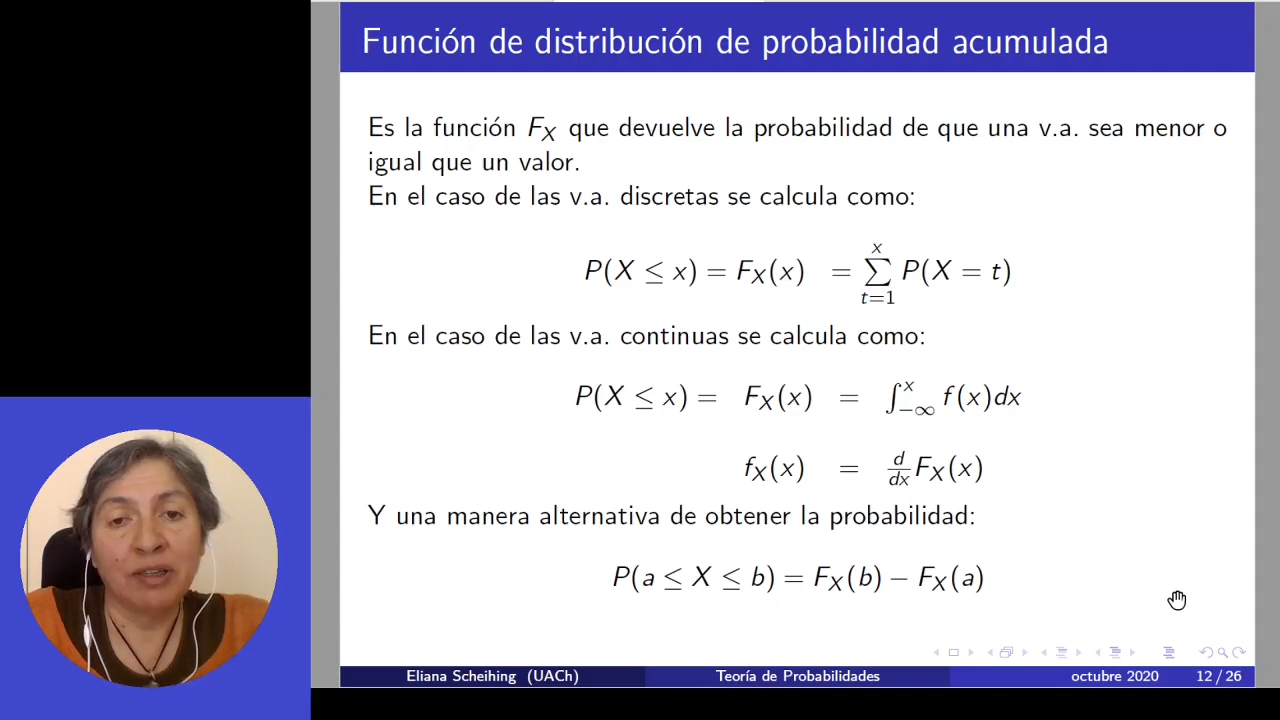 Función de distribución de probabilidad acumulada
Es la función F_X que devuelve la probabilidad de que una v.a. sea menor o
igual que un valor.
En el caso de las v.a. discretas se calcula como:
P(X ≤ x) = F_X(x) = ∑_{t=1}^{x} P(X = t)
En el caso de las v.a. continuas se calcula como:
P(X ≤ x) = F_X(x) = ∫_{−∞}^{x} f(x)dx
f_X(x) = d/dx F_X(x)
Y una manera alternativa de obtener la probabilidad:
P(a ≤ X ≤ b) = F_X(b) − F_X(a)
Eliana Scheihing (UACh) Teoría de Probabilidades octubre 2020 12 / 26